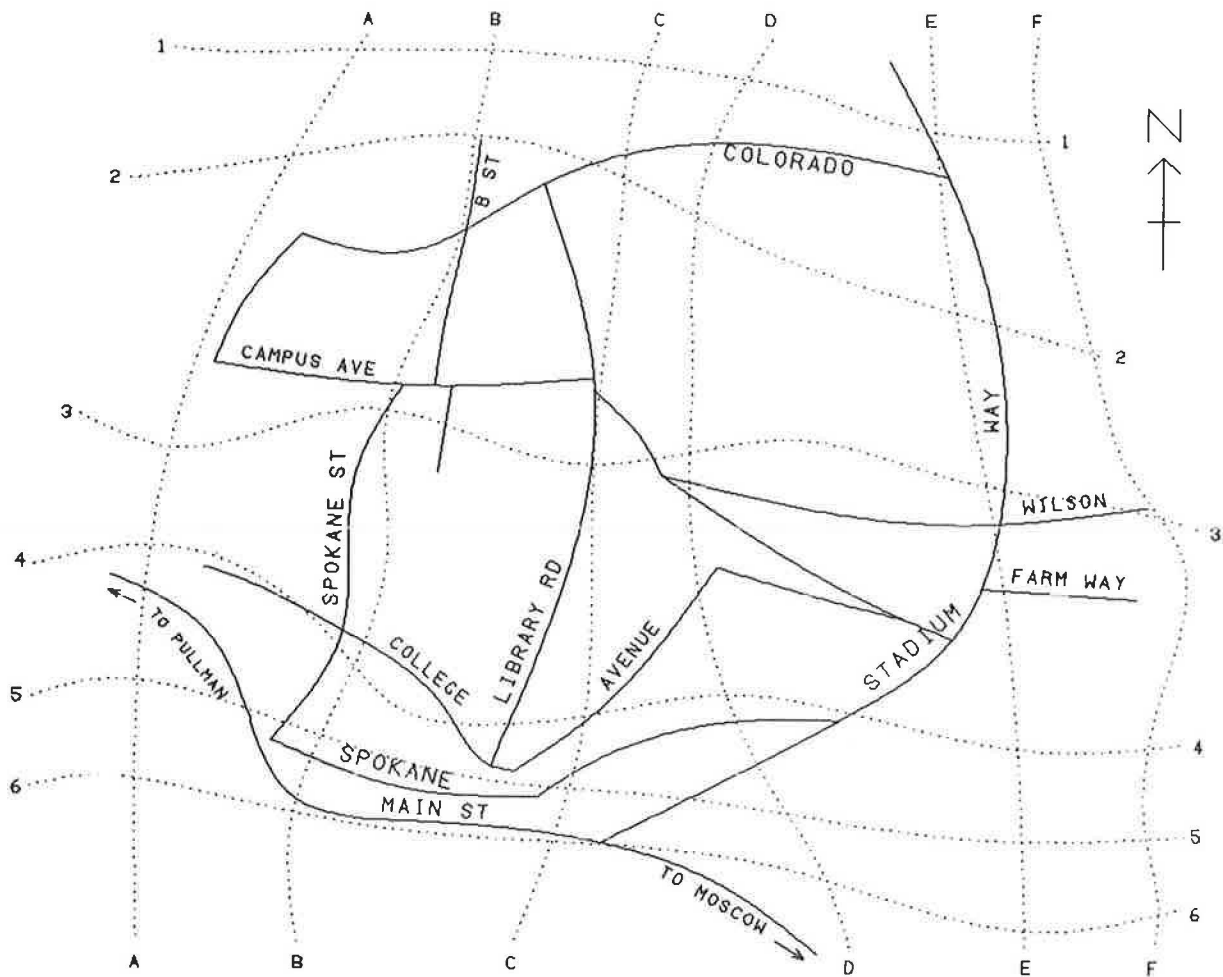 A B C D E F
1
1
N
COLORADO
B ST
2
CAMPUS AVE
2
3
WAY
SPOKANE ST
WILSON
3
4
FARM WAY
LIBRARY RD
TO PULLMAN
COLLEGE
AVENUE
STADIUM
5
4
SPOKANE
6
MAIN ST
5
TO MOSCOW
6
A B C D E F